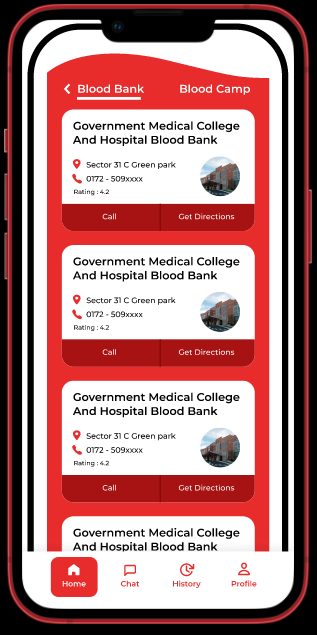 Blood Bank Blood Camp
Government Medical College
And Hospital Blood Bank
Sector 31 C Green park
0172 - 509xxxx
Rating : 4.2
Call Get Directions
Government Medical College
And Hospital Blood Bank
Sector 31 C Green park
0172 - 509xxxx
Rating : 4.2
Call Get Directions
Government Medical College
And Hospital Blood Bank
Sector 31 C Green park
0172 - 509xxxx
Rating : 4.2
Call Get Directions
Government Medical College
And Hospital Blood Bank
Home Chat History Profile